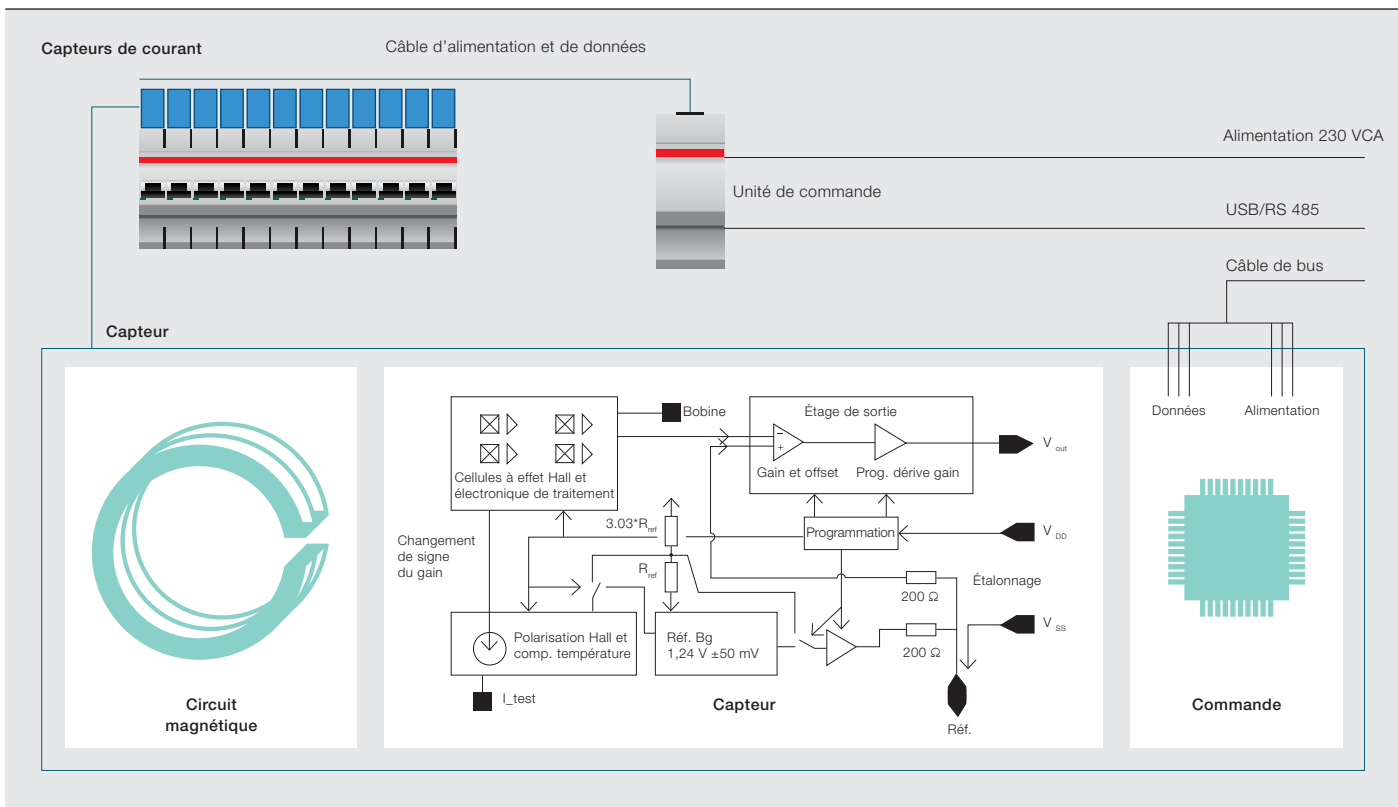 Capteurs de courant
Câble d'alimentation et de données
Alimentation 230 VCA
Unité de commande
USB/RS 485
Câble de bus
Capteur
Données
Alimentation
Bobine
Étage de sortie
−
+
V out
Gain et offset
Prog. dérive gain
Cellules à effet Hall et
électronique de traitement
3.03*Rref
Programmation
V DD
Changement
de signe
du gain
Rref
Étalonnage
200 Ω
V SS
Polarisation Hall et
comp. température
Réf. Bg
1,24 V ±50 mV
200 Ω
I_test
Réf.
Circuit
magnétique
Capteur
Commande